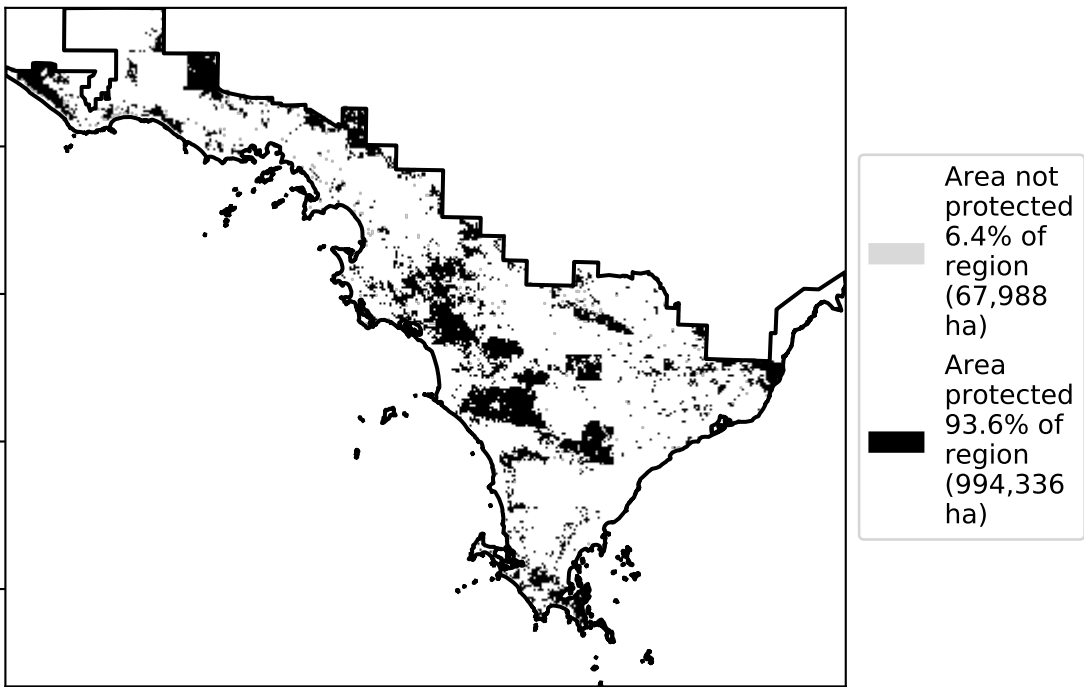 Area not
protected
6.4% of
region
(67,988
ha)
Area
protected
93.6% of
region
(994,336
ha)